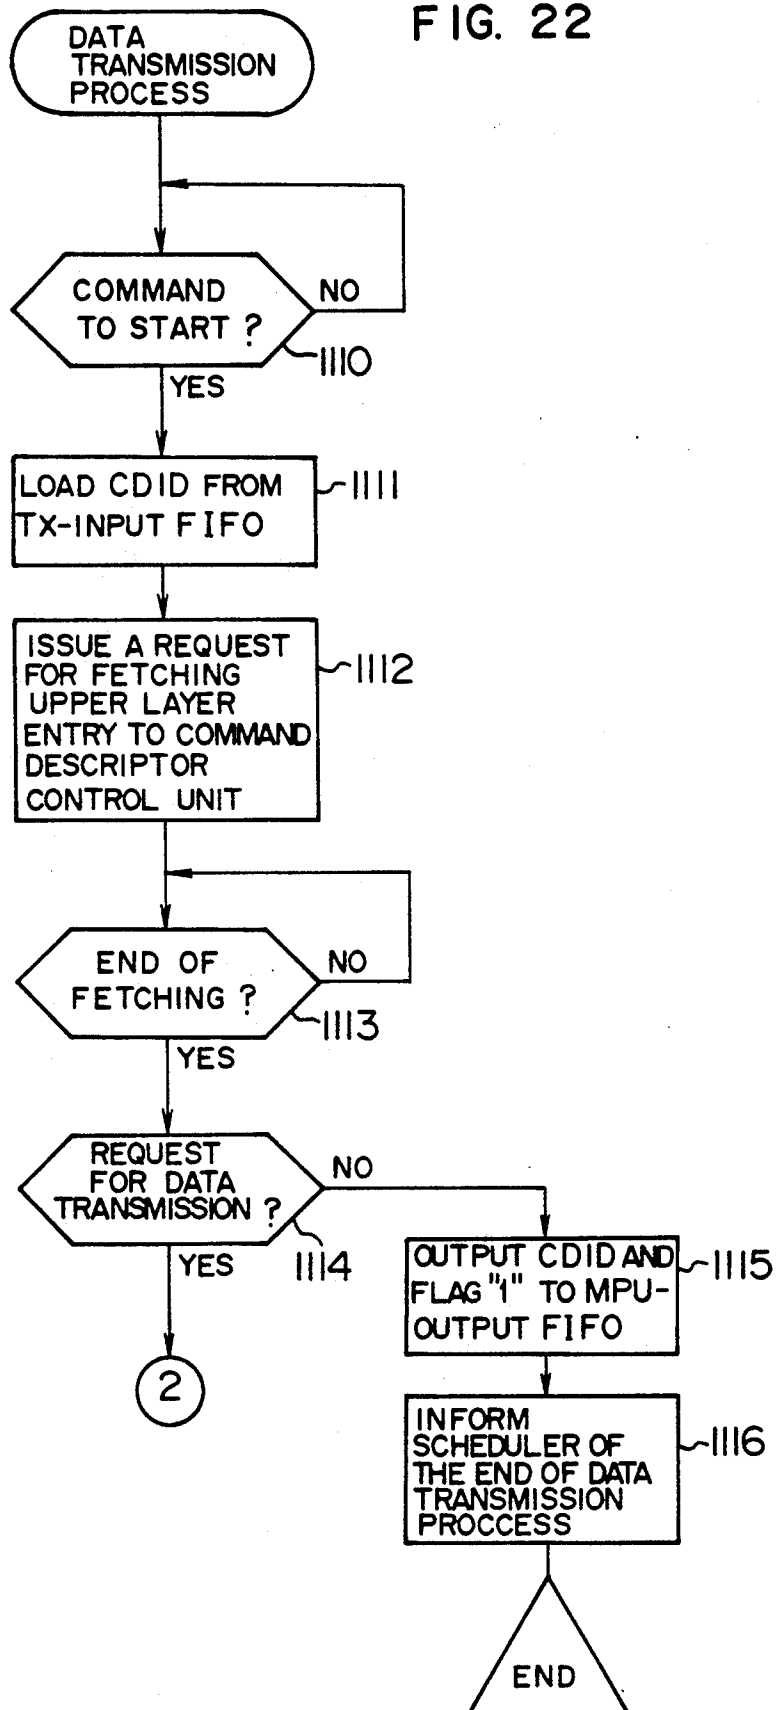 FIG. 22
DATA
TRANSMISSION
PROCESS
COMMAND
TO START ?
NO
1110
YES
LOAD CDID FROM
TX-INPUT FIFO
1111
ISSUE A REQUEST
FOR FETCHING
UPPER LAYER
ENTRY TO COMMAND
DESCRIPTOR
CONTROL UNIT
1112
END OF
FETCHING ?
NO
1113
YES
REQUEST
FOR DATA
TRANSMISSION ?
NO
1114
YES
2
OUTPUT CDID AND
FLAG "1" TO MPU-
OUTPUT FIFO
1115
INFORM
SCHEDULER OF
THE END OF DATA
TRANSMISSION
PROCCESS
1116
END